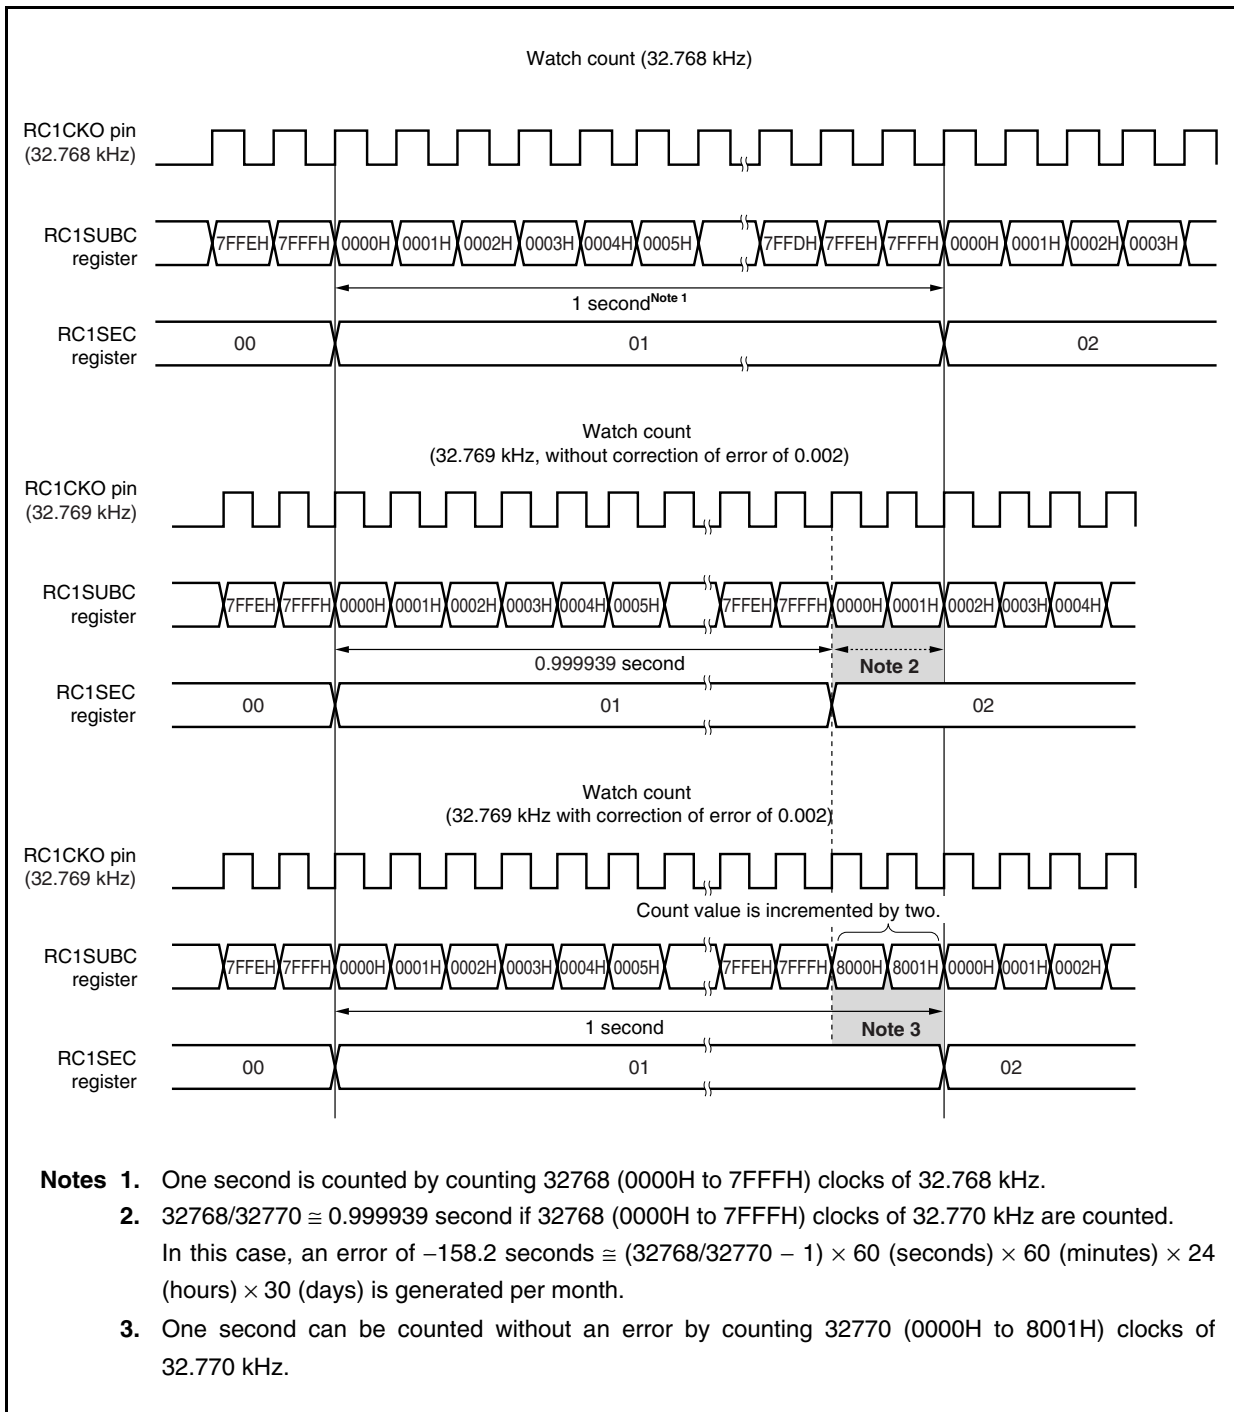 Watch count (32.768 kHz)
RC1CKO pin
(32.768 kHz)
RC1SUBC
register
7FFEH 7FFFH 0000H 0001H 0002H 0003H 0004H 0005H 7FFDH 7FFEH 7FFFH 0000H 0001H 0002H 0003H
1 secondNote 1
RC1SEC
register
00 01 02
Watch count
(32.769 kHz, without correction of error of 0.002)
RC1CKO pin
(32.769 kHz)
RC1SUBC
register
7FFEH 7FFFH 0000H 0001H 0002H 0003H 0004H 0005H 7FFEH 7FFFH 0000H 0001H 0002H 0003H 0004H
0.999939 second Note 2
RC1SEC
register
00 01 02
Watch count
(32.769 kHz with correction of error of 0.002)
RC1CKO pin
(32.769 kHz)
Count value is incremented by two.
RC1SUBC
register
7FFEH 7FFFH 0000H 0001H 0002H 0003H 0004H 0005H 7FFEH 7FFFH 8000H 8001H 0000H 0001H 0002H
1 second Note 3
RC1SEC
register
00 01 02
Notes 1. One second is counted by counting 32768 (0000H to 7FFFH) clocks of 32.768 kHz.
2. 32768/32770 ≅ 0.999939 second if 32768 (0000H to 7FFFH) clocks of 32.770 kHz are counted.
In this case, an error of −158.2 seconds ≅ (32768/32770 − 1) × 60 (seconds) × 60 (minutes) × 24
(hours) × 30 (days) is generated per month.
3. One second can be counted without an error by counting 32770 (0000H to 8001H) clocks of
32.770 kHz.